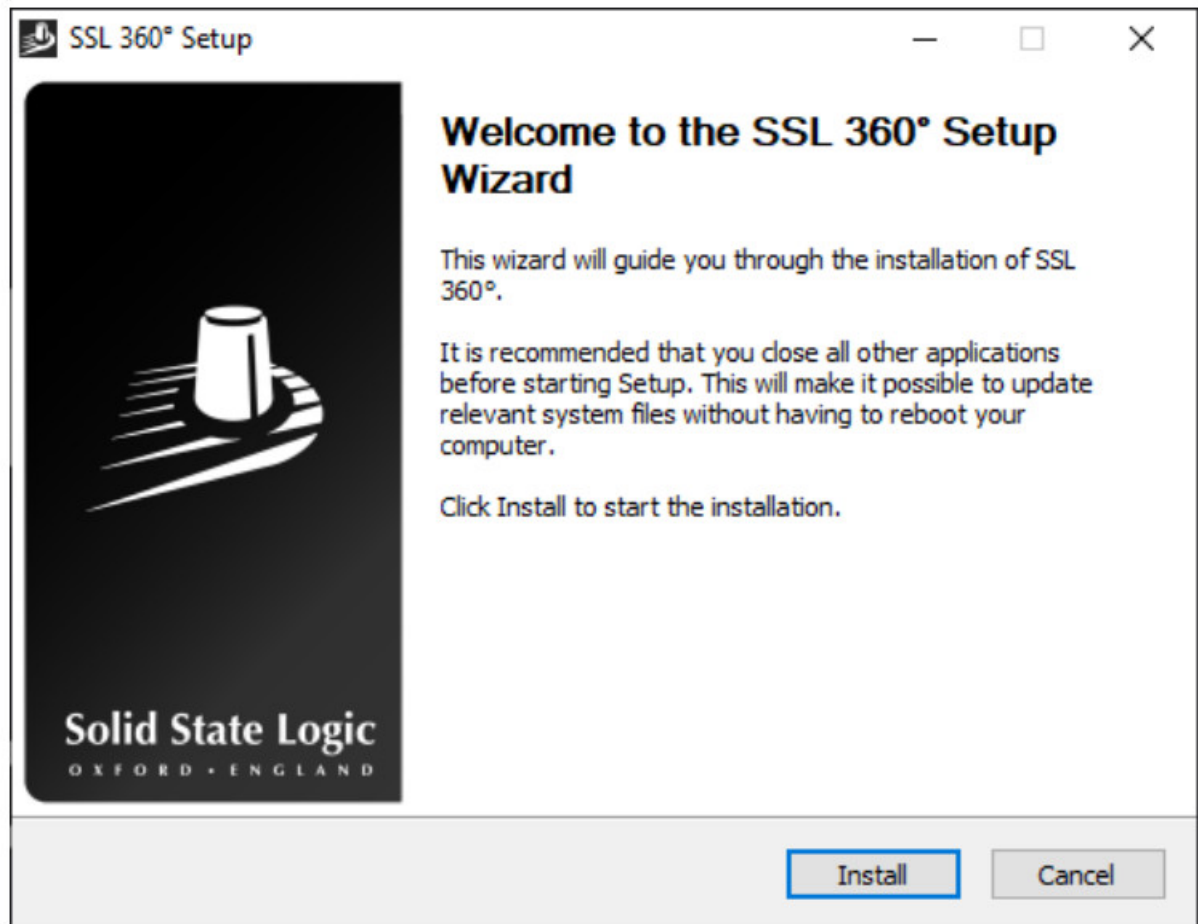 SSL 360° Setup
Welcome to the SSL 360° Setup
Wizard
This wizard will guide you through the installation of SSL
360°.
It is recommended that you close all other applications
before starting Setup. This will make it possible to update
relevant system files without having to reboot your
computer.
Click Install to start the installation.
Solid State Logic
OXFORD • ENGLAND
Install
Cancel